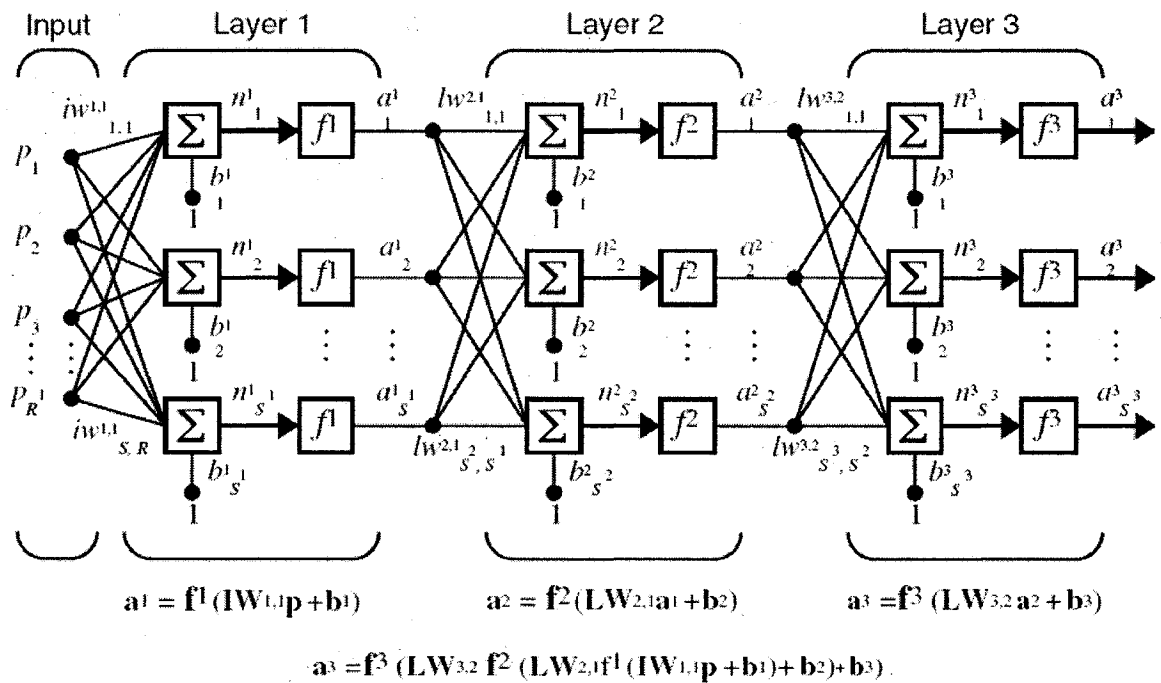 Input Layer 1 Layer 2 Layer 3
iw1,1 1,1 Σ n1 1 f1 a1 1 lw2,1 1,1 Σ n2 1 f2 a2 1 lw3,2 1,1 Σ n3 1 f3 a3 1
p1 b1 1 b2 1 b3 1
1 1 1
p2 Σ n1 2 f1 a1 2 Σ n2 2 f2 a2 2 Σ n3 2 f3 a3 2
p3 b1 2 b2 2 b3 2
1 1 1
pR1 Σ n1 s1 f1 a1 s1 Σ n2 s2 f2 a2 s2 Σ n3 s3 f3 a3 s3
iw1,1 S,R lw2,1 s2,s1 lw3,2 s3,s2
b1 s1 b2 s2 b3 s3
1 1 1
a1 = f1 (IW1,1p + b1) a2 = f2 (LW2,1a1 + b2) a3 = f3 (LW3,2 a2 + b3)
a3 = f3 (LW3,2 f2 (LW2,1f1 (IW1,1p + b1) + b2) + b3)